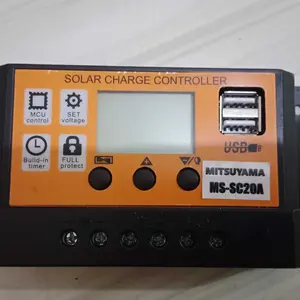 SOLAR CHARGE CONTROLLER
MCU
control
SET
voltage
Build-in
timer
FULL
protect
USB
MITSUYAMA
MS-SC20A